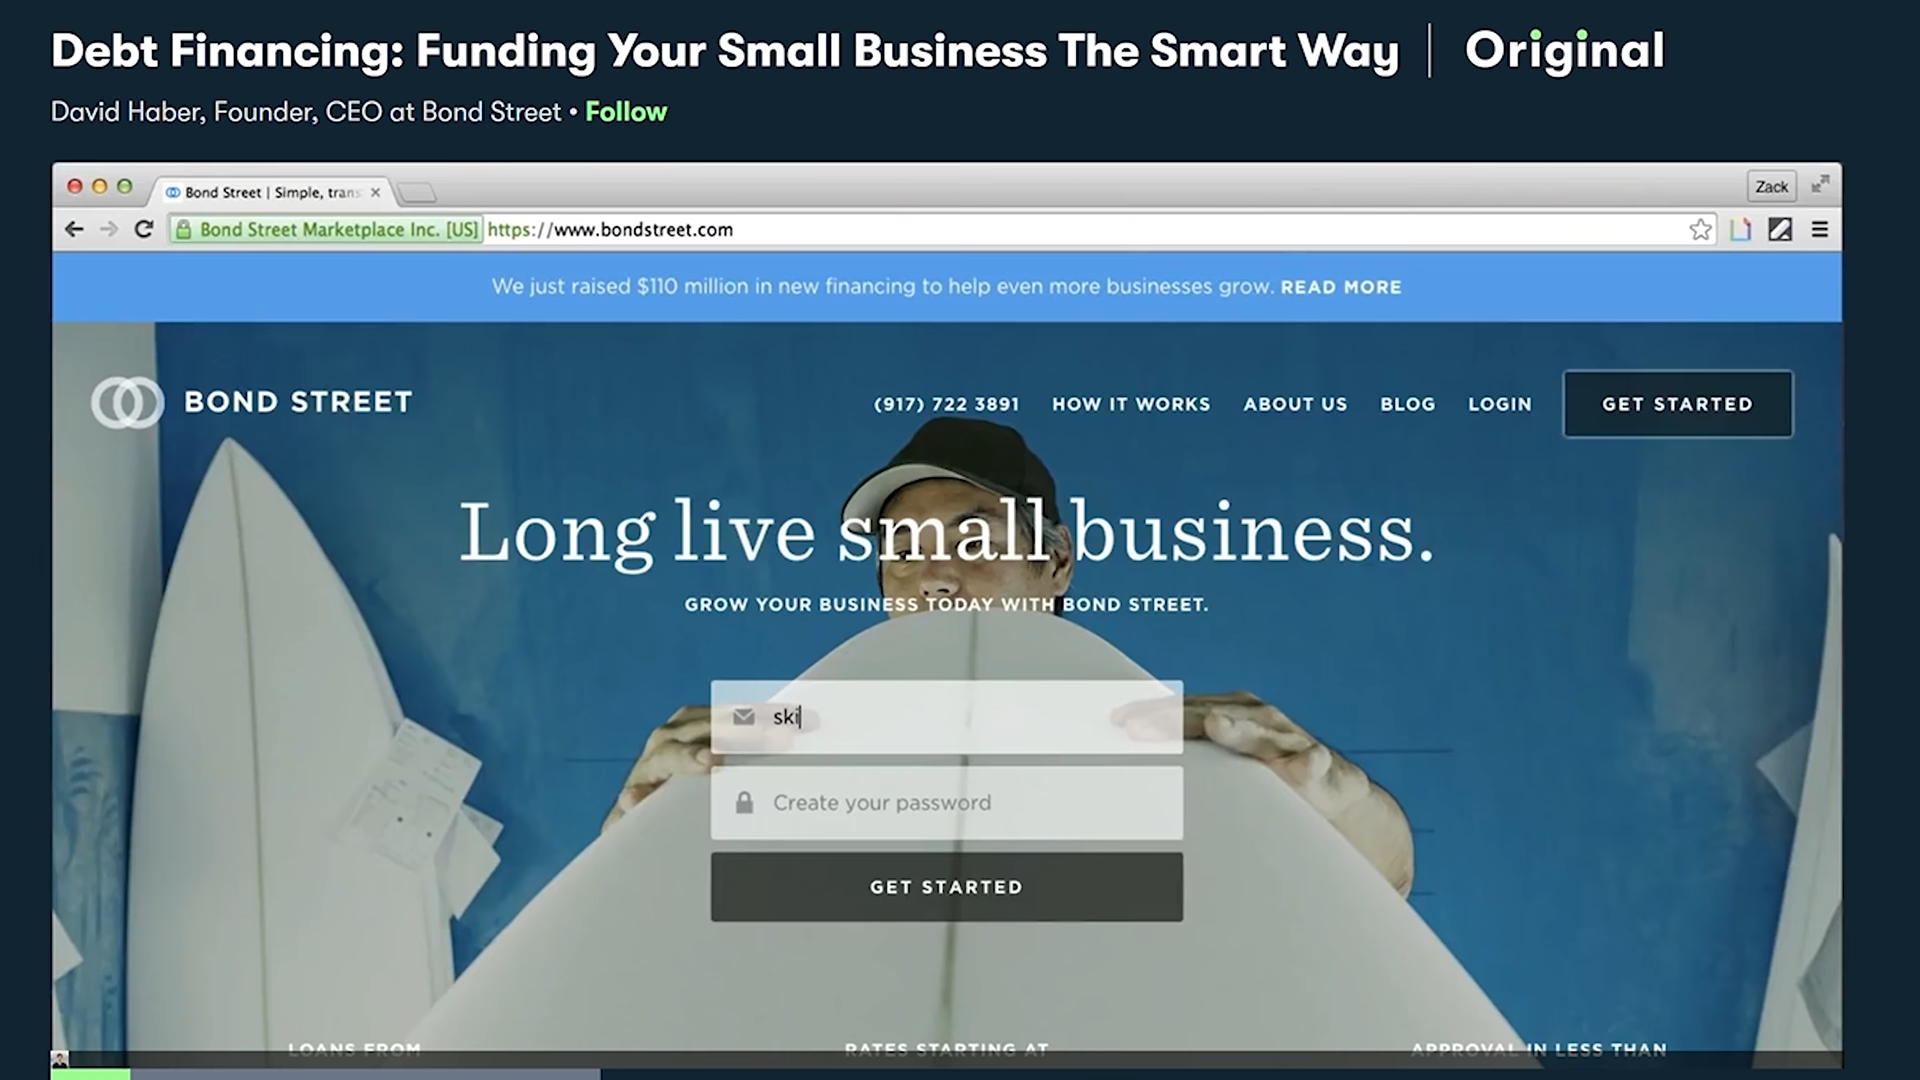 Debt Financing: Funding Your Small Business The Smart Way | Original
David Haber, Founder, CEO at Bond Street • Follow
Bond Street | Simple, trans
Zack
Bond Street Marketplace Inc. [US] https://www.bondstreet.com
We just raised $110 million in new financing to help even more businesses grow. READ MORE
BOND STREET
(917) 722 3891 HOW IT WORKS ABOUT US BLOG LOGIN GET STARTED
Long live small business.
GROW YOUR BUSINESS TODAY WITH BOND STREET.
ski
Create your password
GET STARTED
LOANS FROM RATES STARTING AT APPROVAL IN LESS THAN